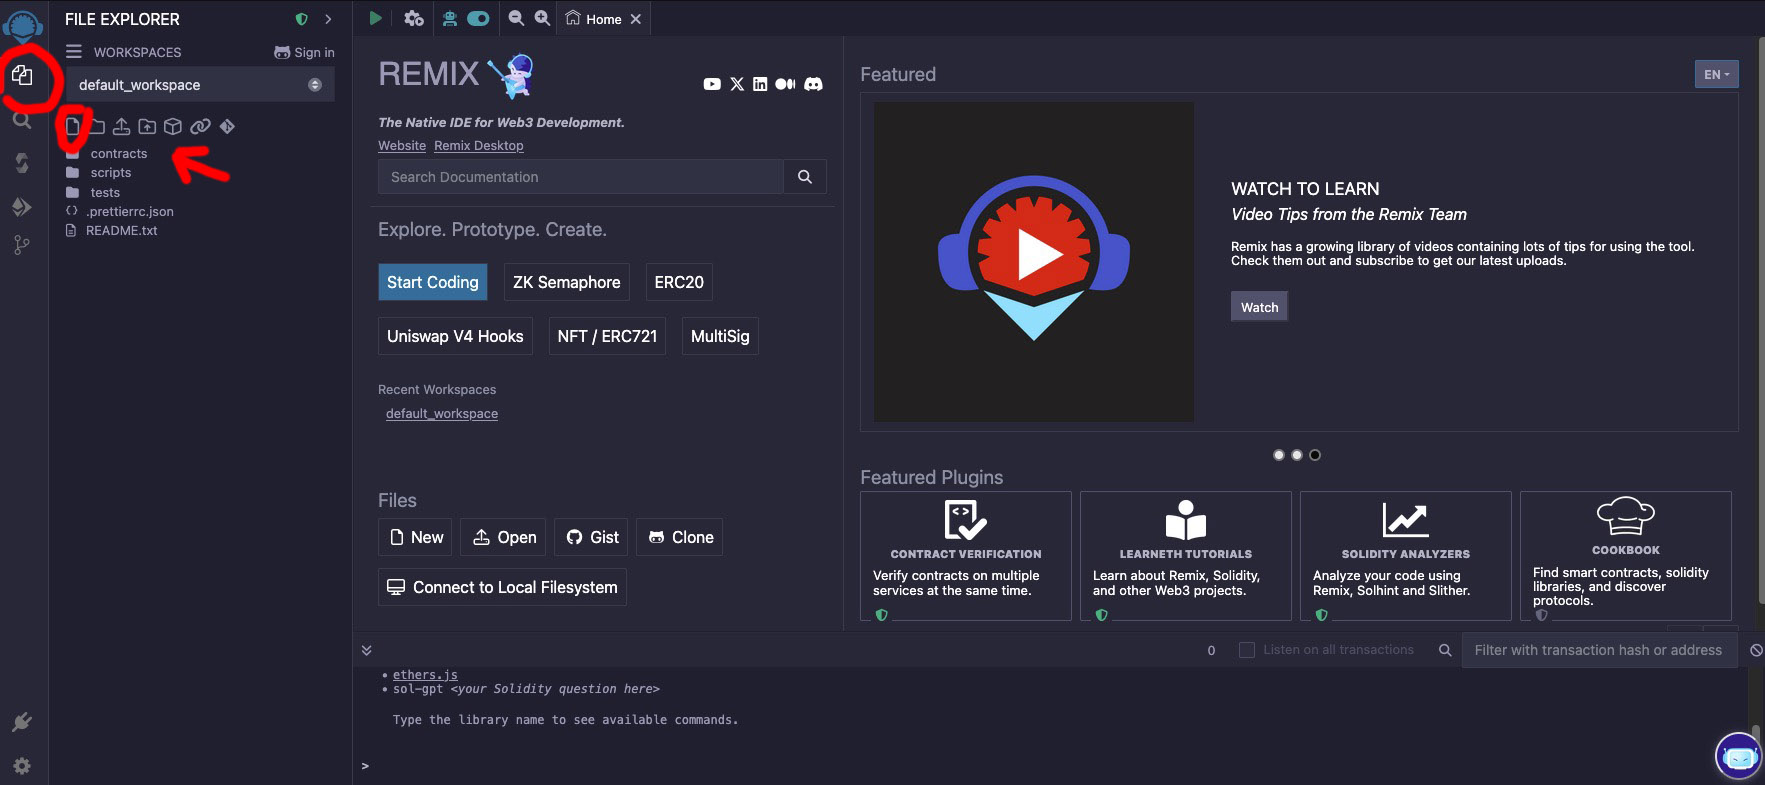 FILE EXPLORER
WORKSPACES
Sign in
default_workspace
contracts
scripts
tests
.prettierrc.json
README.txt
Home
REMIX
The Native IDE for Web3 Development.
Website Remix Desktop
Search Documentation
Explore. Prototype. Create.
Start Coding
ZK Semaphore
ERC20
Uniswap V4 Hooks
NFT / ERC721
MultiSig
Recent Workspaces
default_workspace
Files
New
Open
Gist
Clone
Connect to Local Filesystem
Featured
EN
WATCH TO LEARN
Video Tips from the Remix Team
Remix has a growing library of videos containing lots of tips for using the tool.
Check them out and subscribe to get our latest uploads.
Watch
Featured Plugins
CONTRACT VERIFICATION
Verify contracts on multiple
services at the same time.
LEARNETH TUTORIALS
Learn about Remix, Solidity,
and other Web3 projects.
SOLIDITY ANALYZERS
Analyze your code using
Remix, Solhint and Slither.
COOKBOOK
Find smart contracts, solidity
libraries, and discover
protocols.
0
Listen on all transactions
Filter with transaction hash or address
• ethers.js
• sol-gpt <your Solidity question here>
Type the library name to see available commands.
>